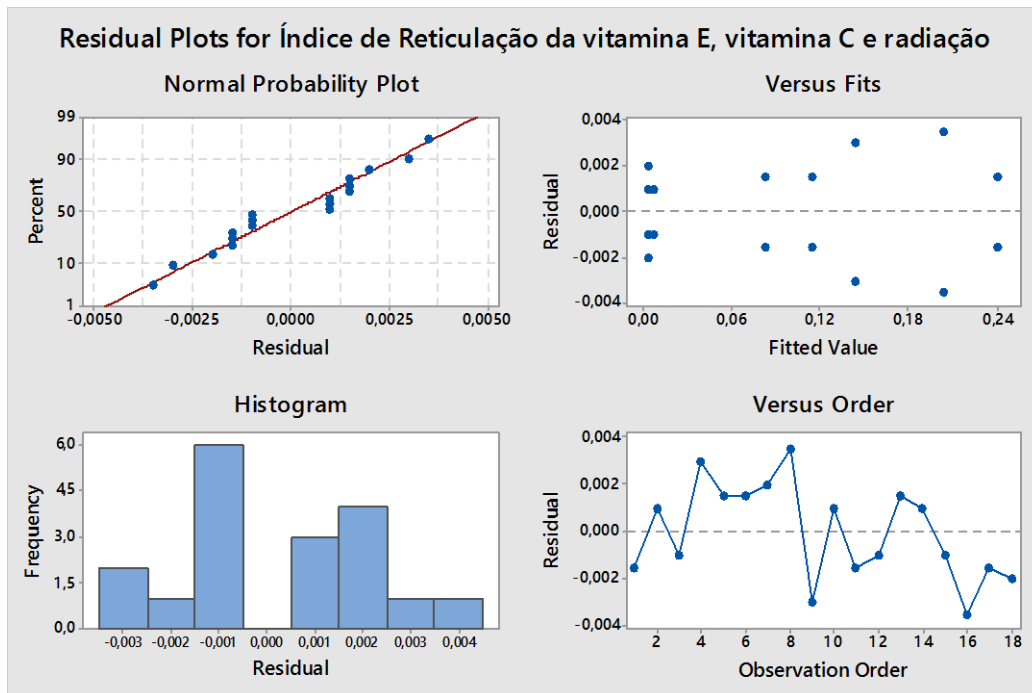 Residual Plots for Índice de Reticulação da vitamina E, vitamina C e radiação
Normal Probability Plot
99
90
50
10
1
Percent
-0,0050 -0,0025 0,0000 0,0025 0,0050
Residual
Versus Fits
0,004
0,002
0,000
-0,002
-0,004
Residual
0,00 0,06 0,12 0,18 0,24
Fitted Value
Histogram
6,0
4,5
3,0
1,5
0,0
Frequency
-0,003 -0,002 -0,001 0,000 0,001 0,002 0,003 0,004
Residual
Versus Order
0,004
0,002
0,000
-0,002
-0,004
Residual
2 4 6 8 10 12 14 16 18
Observation Order